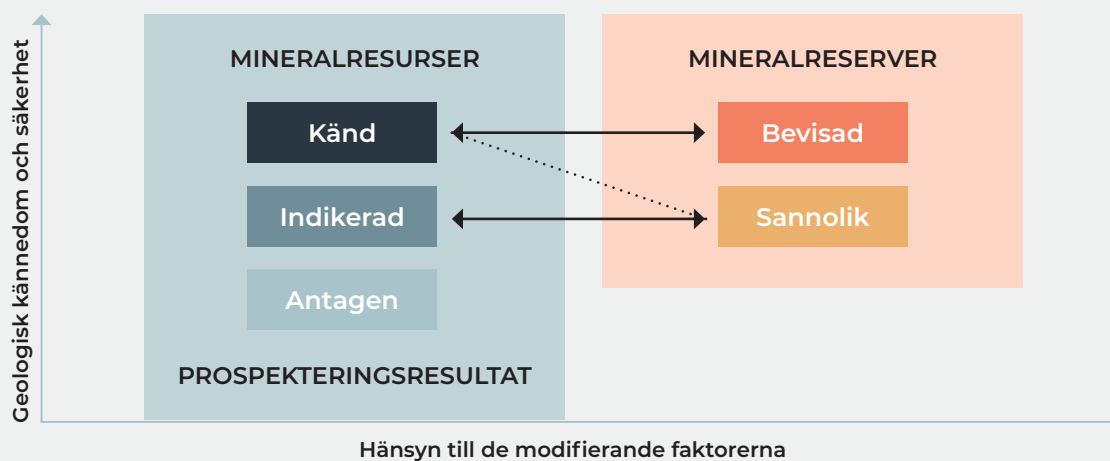 Geologisk kännedom och säkerhet
MINERALRESURSER
Känd
Indikerad
Antagen
PROSPEKTERINGSRESULTAT
MINERALRESERVER
Bevisad
Sannolik
Hänsyn till de modifierande faktorerna